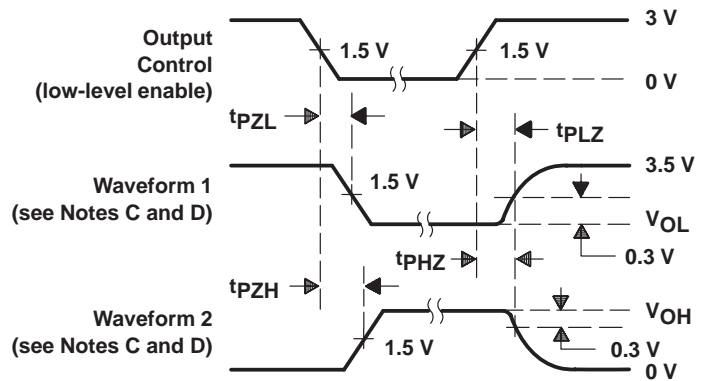 3 V
Output
Control
(low-level enable)
1.5 V
1.5 V
0 V
tPZL
tPLZ
Waveform 1
(see Notes C and D)
1.5 V
3.5 V
VOL
0.3 V
tPHZ
tPZH
Waveform 2
(see Notes C and D)
1.5 V
VOH
0.3 V
0 V